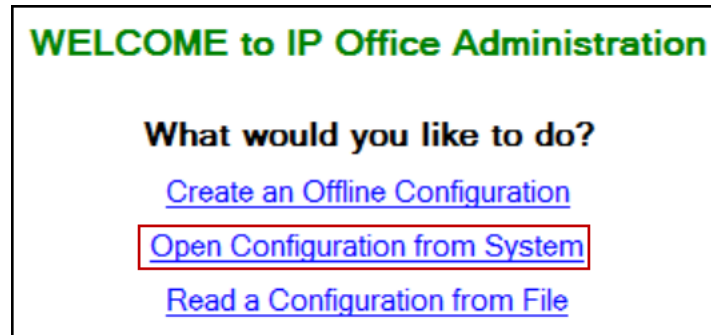 WELCOME to IP Office Administration
What would you like to do?
Create an Offline Configuration
Open Configuration from System
Read a Configuration from File